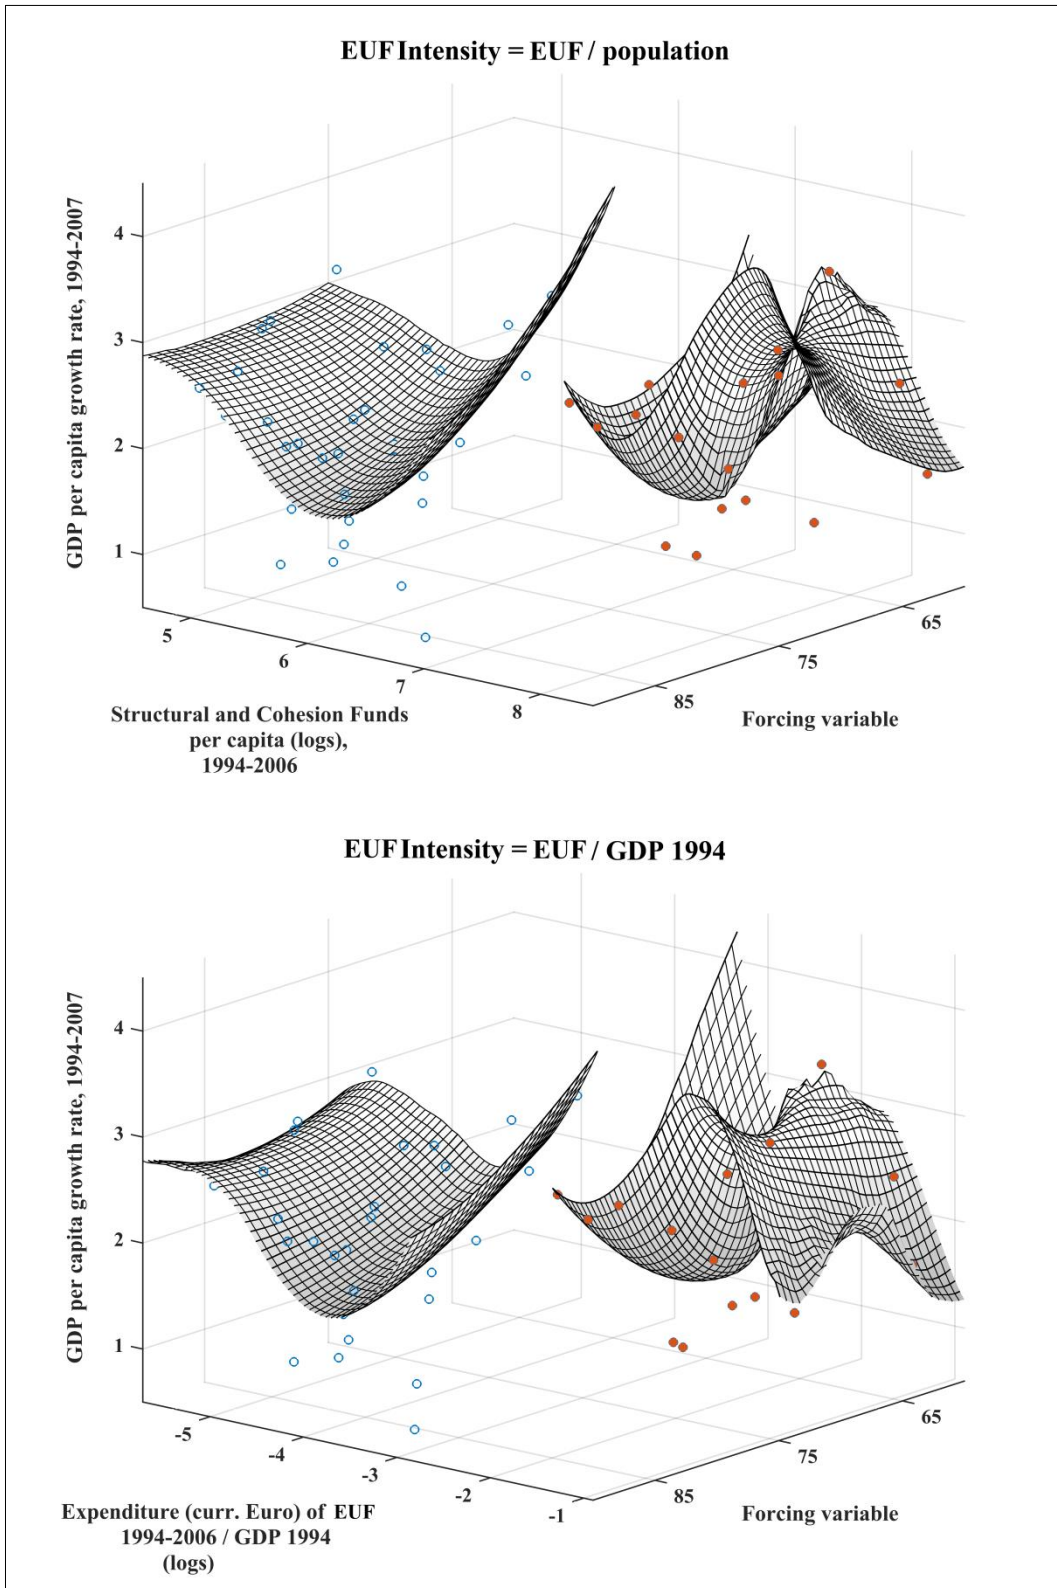 EUF Intensity = EUF / population
GDP per capita growth rate, 1994-2007
4
3
2
1
5
6
7
8
85
75
65
Structural and Cohesion Funds
per capita (logs),
1994-2006
Forcing variable
EUF Intensity = EUF / GDP 1994
GDP per capita growth rate, 1994-2007
4
3
2
1
-5
-4
-3
-2
-1
85
75
65
Expenditure (curr. Euro) of EUF
1994-2006 / GDP 1994
(logs)
Forcing variable